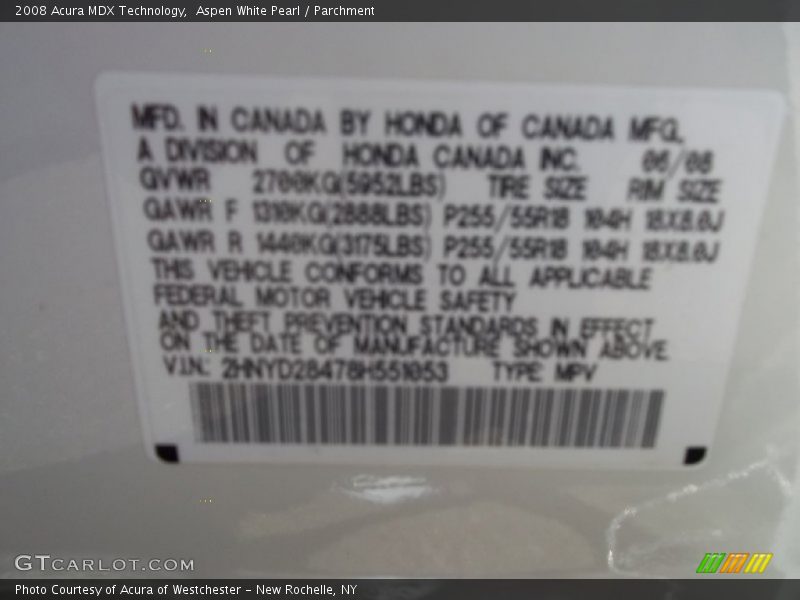 2008 Acura MDX Technology,  Aspen White Pearl / Parchment
MFD. IN CANADA BY HONDA OF CANADA MFG.
A DIVISION OF HONDA CANADA INC. 06/08
GVWR 2700KG(5952LBS) TIRE SIZE RIM SIZE
GAWR F 1310KG(2888LBS) P255/55R18 104H 18X8.0J
GAWR R 1440KG(3175LBS) P255/55R18 104H 18X8.0J
THIS VEHICLE CONFORMS TO ALL APPLICABLE
FEDERAL MOTOR VEHICLE SAFETY
AND THEFT PREVENTION STANDARDS IN EFFECT
ON THE DATE OF MANUFACTURE SHOWN ABOVE
VIN: 2HNYD28478H551053 TYPE MPV
GTCARLOT.COM
Photo Courtesy of Acura of Westchester - New Rochelle, NY